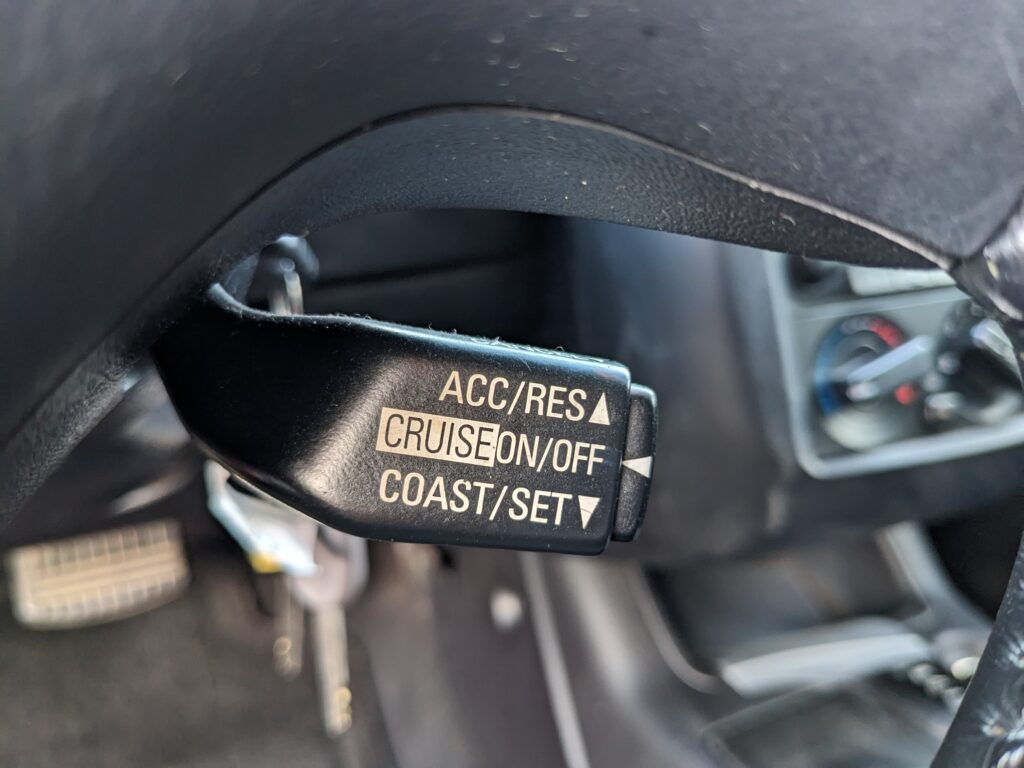 ACC/RES▲
CRUISE ON/OFF ◀
COAST/SET▼